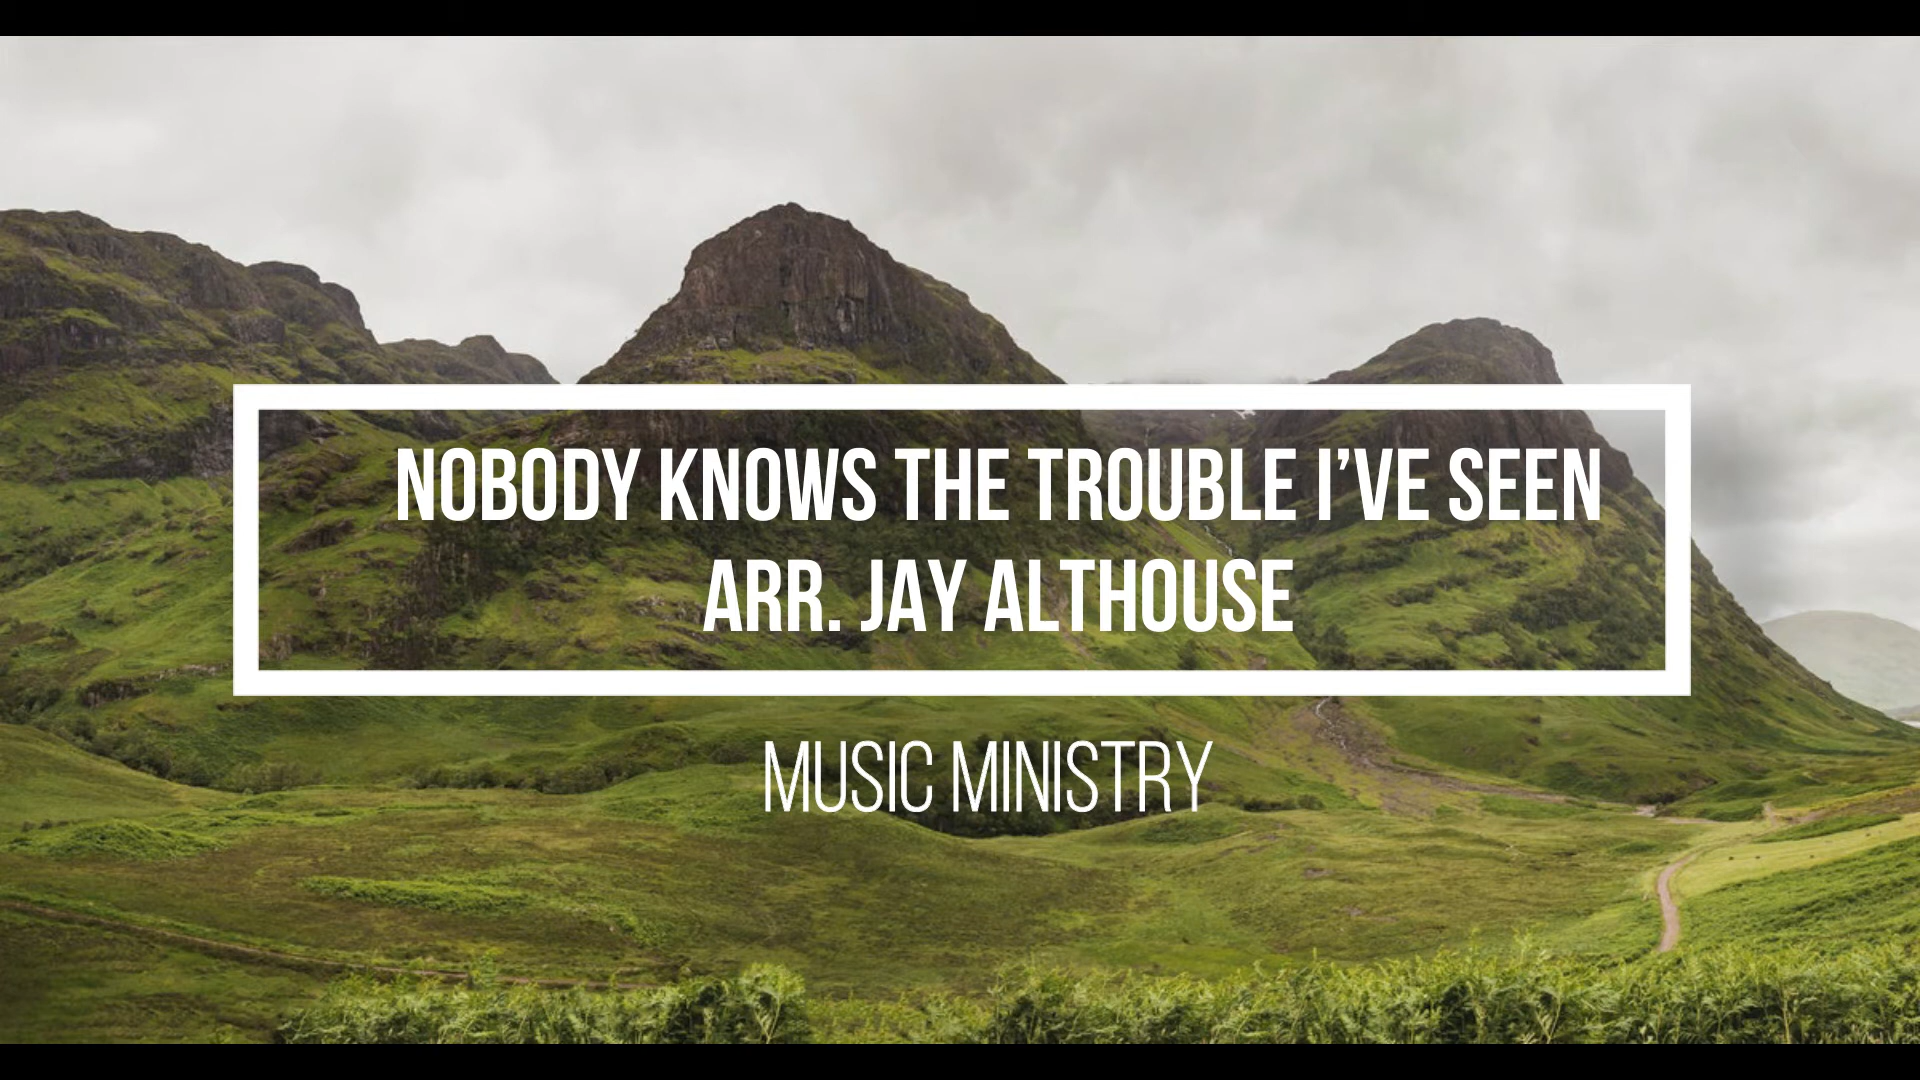 NOBODY KNOWS THE TROUBLE I’VE SEEN
ARR. JAY ALTHOUSE
MUSIC MINISTRY